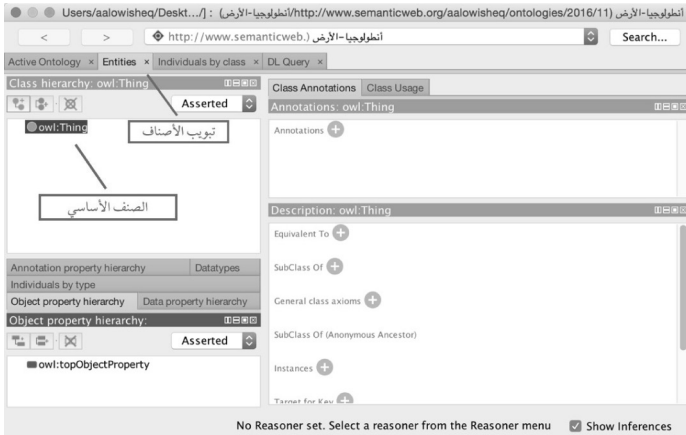 Users/aalowisheq/Deskt.../] : (http://www.semanticweb.org/aalowisheq/ontologies/2016/11/أنطولوجيا-الأرض) أنطولوجيا-الأرض
< > http://www.semanticweb.) أنطولوجيا-الأرض Search...
Active Ontology × Entities × Individuals by class × DL Query ×
Class hierarchy: owl:Thing
Asserted
owl:Thing
تبويب الأصناف
الصنف الأساسي
Annotation property hierarchy Datatypes
Individuals by type
Object property hierarchy Data property hierarchy
Object property hierarchy:
Asserted
owl:topObjectProperty
Class Annotations Class Usage
Annotations: owl:Thing
Annotations
Description: owl:Thing
Equivalent To
SubClass Of
General class axioms
SubClass Of (Anonymous Ancestor)
Instances
Target for Key
No Reasoner set. Select a reasoner from the Reasoner menu Show Inferences